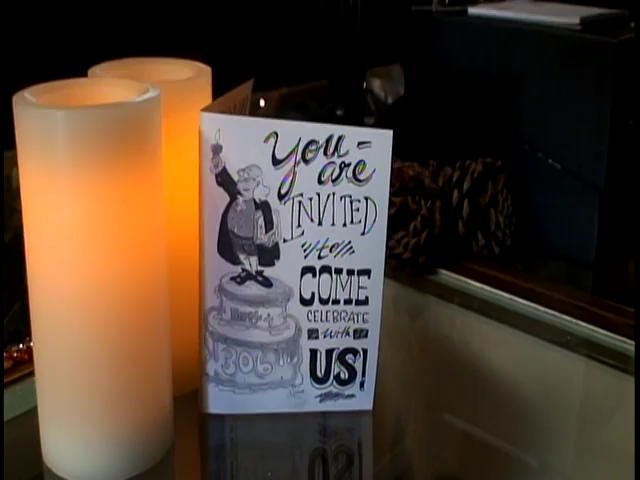 You-
are
INVITED
to
COME
CELEBRATE
with
US!
306